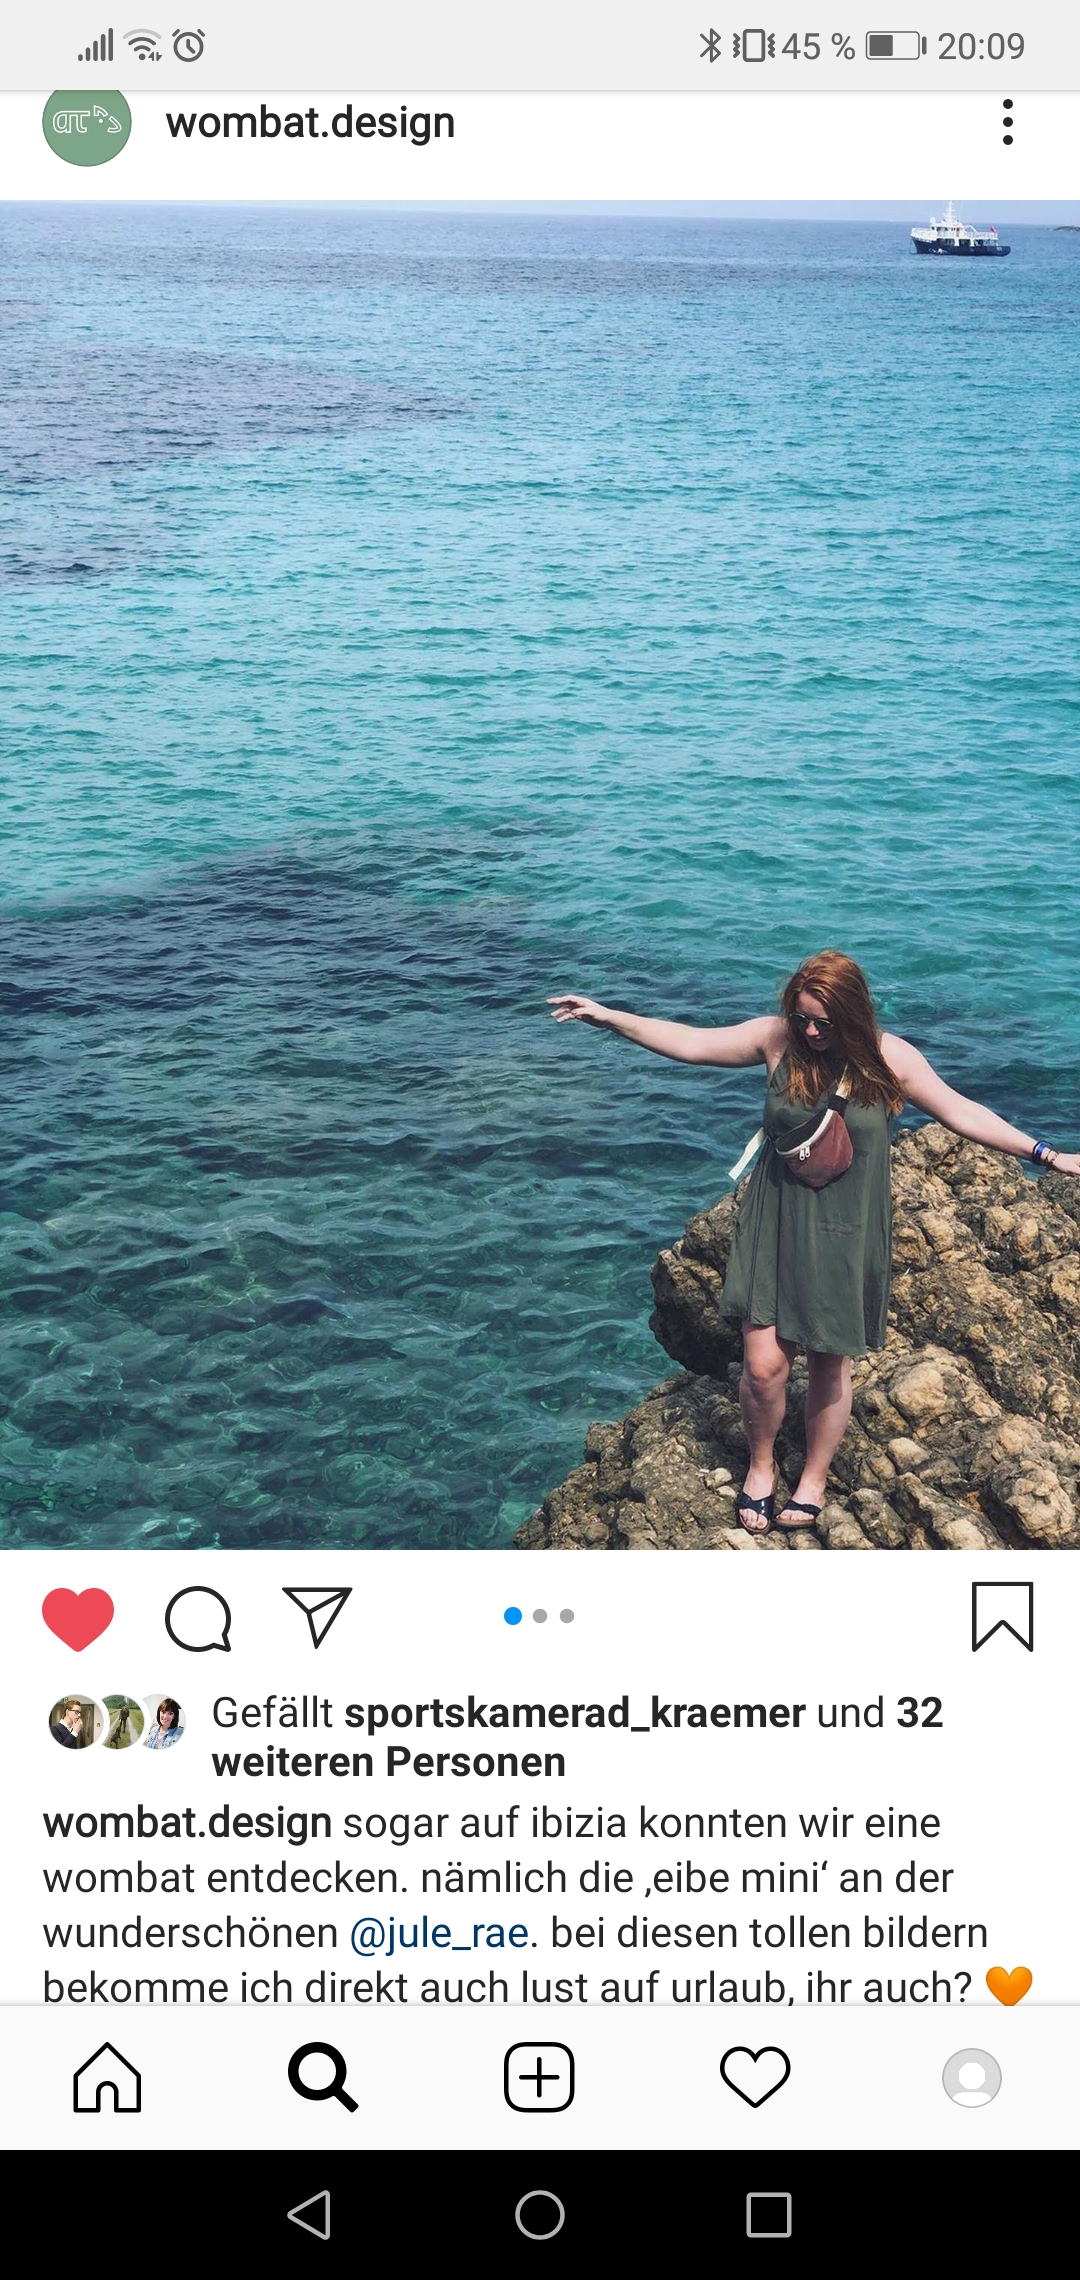 45 % 20:09
wombat.design
Gefällt sportskamerad_kraemer und 32
weiteren Personen
wombat.design sogar auf ibizia konnten wir eine
wombat entdecken. nämlich die ‚eibe mini‘ an der
wunderschönen @jule_rae. bei diesen tollen bildern
bekomme ich direkt auch lust auf urlaub, ihr auch? 🧡